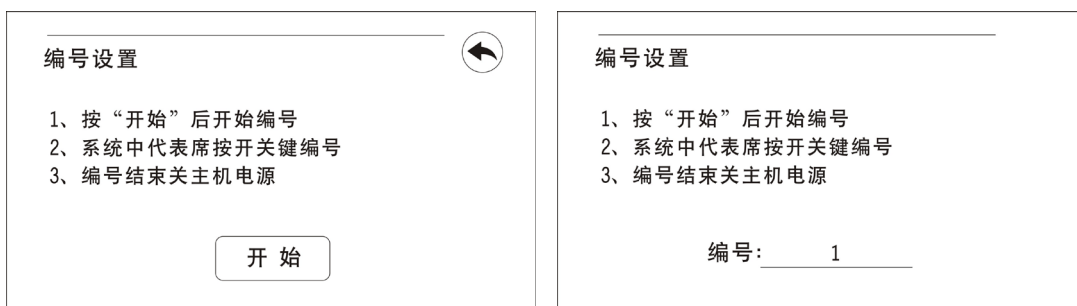 编号设置
1、按“开始”后开始编号
2、系统中代表席按开关键编号
3、编号结束关主机电源
开 始
编号设置
1、按“开始”后开始编号
2、系统中代表席按开关键编号
3、编号结束关主机电源
编号: 1